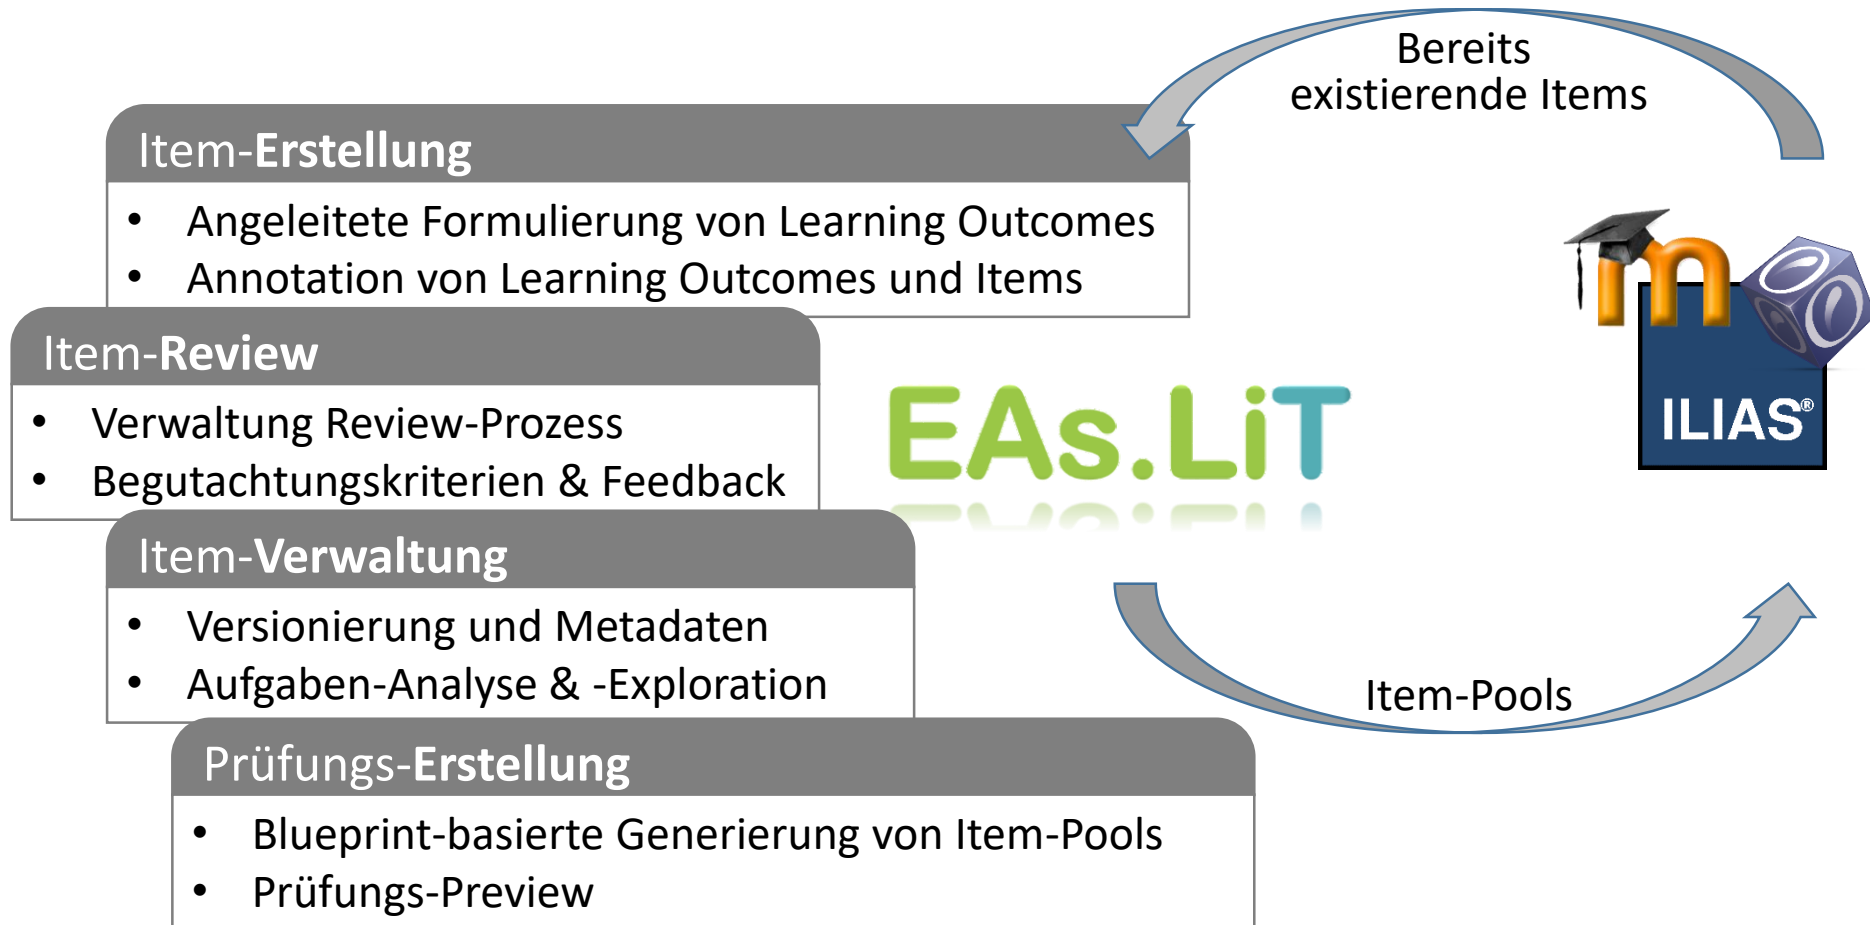 Bereits
existierende Items
Item-Erstellung
• Angeleitete Formulierung von Learning Outcomes
• Annotation von Learning Outcomes und Items
Item-Review
• Verwaltung Review-Prozess
• Begutachtungskriterien & Feedback
EAs.LiT
m
ILIAS®
Item-Verwaltung
• Versionierung und Metadaten
• Aufgaben-Analyse & -Exploration
Item-Pools
Prüfungs-Erstellung
• Blueprint-basierte Generierung von Item-Pools
• Prüfungs-Preview